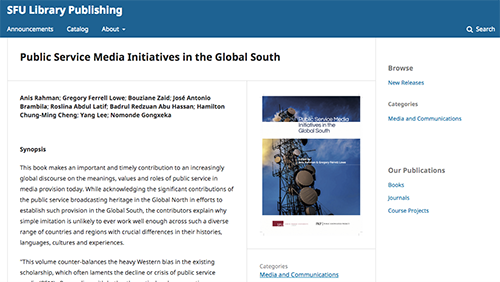 SFU Library Publishing
Announcements Catalog About
Search
Public Service Media Initiatives in the Global South
Anis Rahman; Gregory Ferrell Lowe; Bouziane Zaid; José Antonio
Brambila; Roslina Abdul Latif; Badrul Redzuan Abu Hassan; Hamilton
Chung-Ming Cheng; Yang Lee; Nomonde Gongxeka
Synopsis
This book makes an important and timely contribution to an increasingly
global discourse on the meanings, values and roles of public service in
media provision today. While acknowledging the significant contributions of
the public service broadcasting heritage in the Global North in efforts to
establish such provision in the Global South, the contributors explain why
simple imitation is unlikely to ever work well enough across such a diverse
range of countries and regions with crucial differences in their histories,
languages, cultures and experiences.
"This volume counter-balances the heavy Western bias in the existing
scholarship, which often laments the decline or crisis of public service
Public Service Media
Initiatives in
the Global South
Categories
Media and Communications
Browse
New Releases
Categories
Media and Communications
Our Publications
Books
Journals
Course Projects